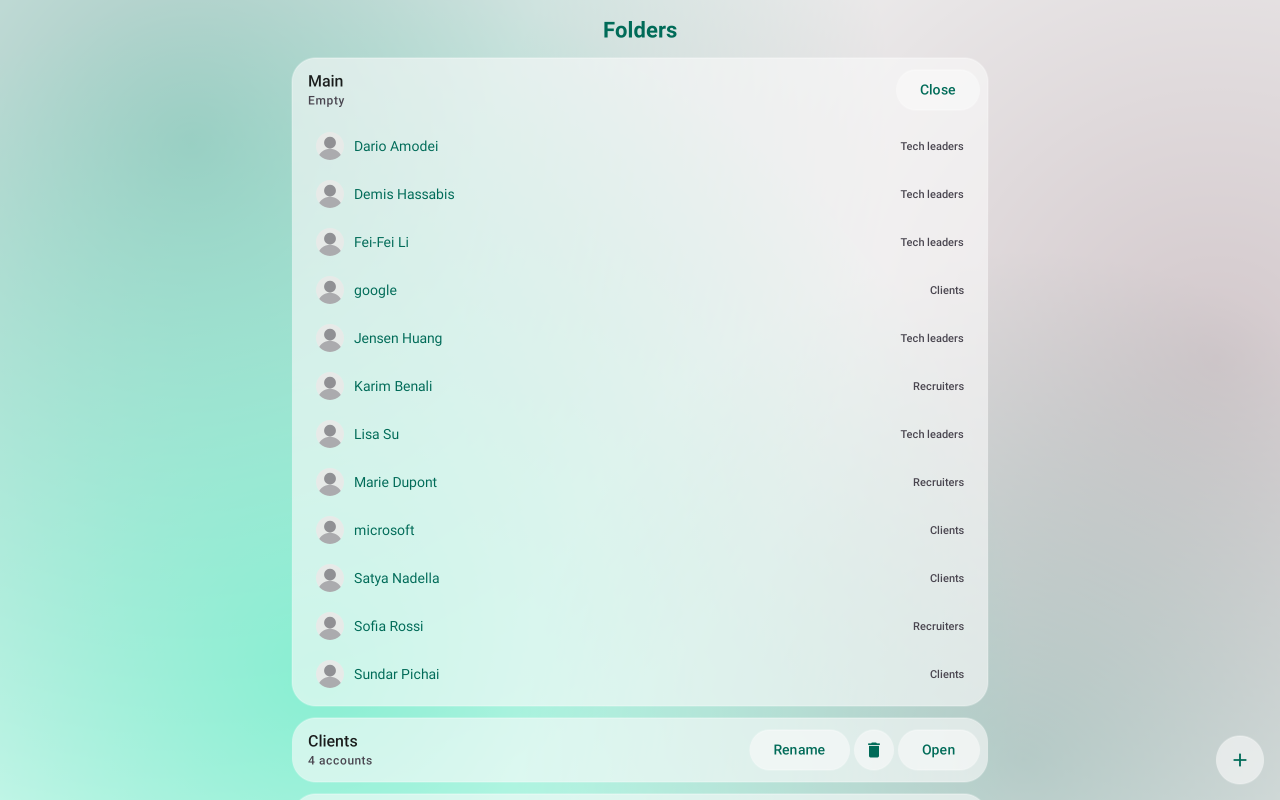 Folders
Main
Empty
Close
Dario Amodei
Tech leaders
Demis Hassabis
Tech leaders
Fei-Fei Li
Tech leaders
google
Clients
Jensen Huang
Tech leaders
Karim Benali
Recruiters
Lisa Su
Tech leaders
Marie Dupont
Recruiters
microsoft
Clients
Satya Nadella
Clients
Sofia Rossi
Recruiters
Sundar Pichai
Clients
Clients
4 accounts
Rename
Open